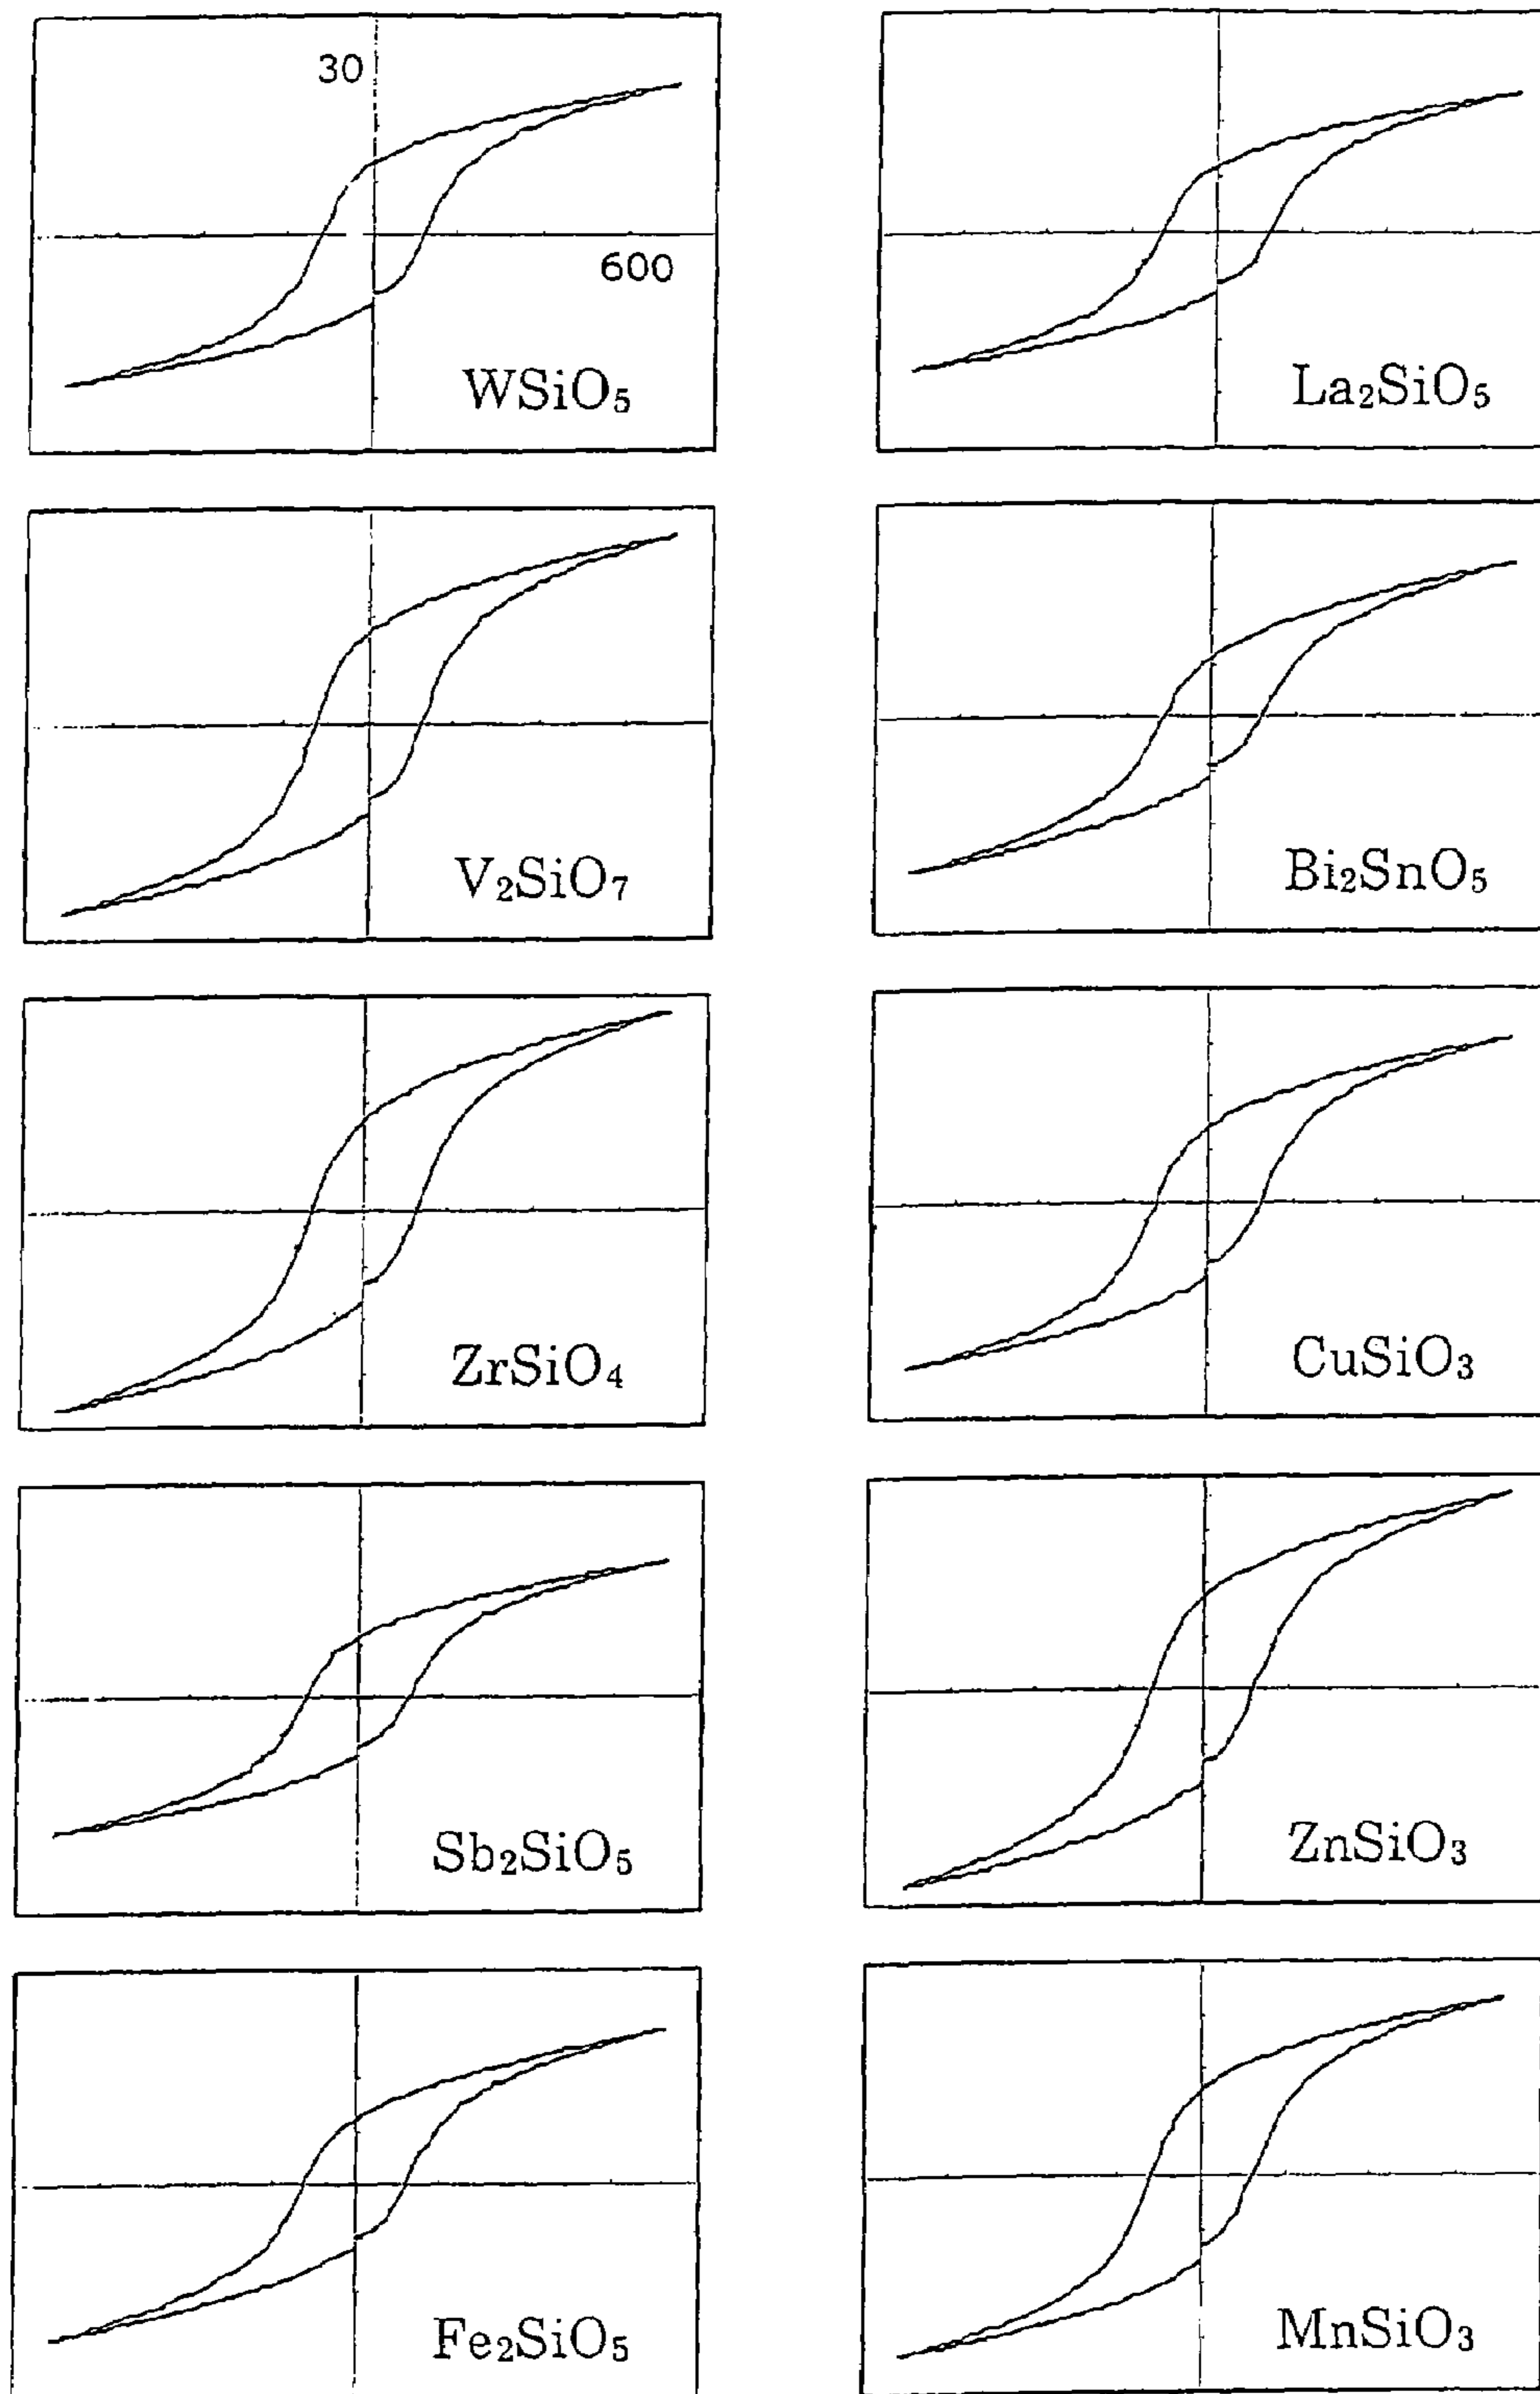 30
600
WSiO₅
La₂SiO₅
V₂SiO₇
Bi₂SnO₅
ZrSiO₄
CuSiO₃
Sb₂SiO₅
ZnSiO₃
Fe₂SiO₅
MnSiO₃